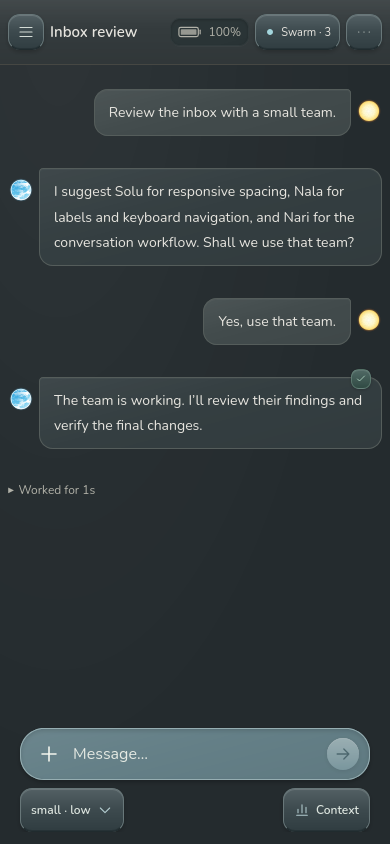 Inbox review
100%
Swarm · 3
Review the inbox with a small team.
I suggest Solu for responsive spacing, Nala for
labels and keyboard navigation, and Nari for the
conversation workflow. Shall we use that team?
Yes, use that team.
The team is working. I’ll review their findings and
verify the final changes.
Worked for 1s
Message...
small · low
Context